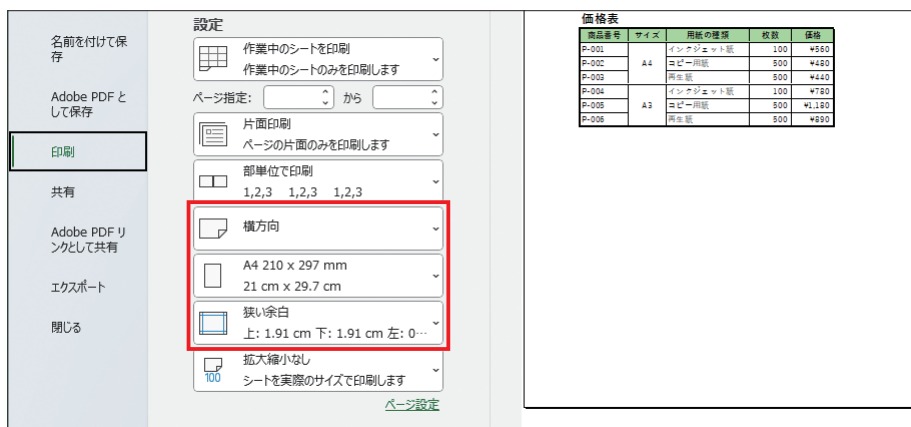 名前を付けて保
存
Adobe PDF と
して保存
印刷
共有
Adobe PDF リ
ンクとして共有
エクスポート
閉じる
設定
作業中のシートを印刷
作業中のシートのみを印刷します
ページ指定: から
片面印刷
ページの片面のみを印刷します
部単位で印刷
1,2,3 1,2,3 1,2,3
横方向
A4 210 x 297 mm
21 cm x 29.7 cm
狭い余白
上: 1.91 cm 下: 1.91 cm 左: 0…
拡大縮小なし
100
シートを実際のサイズで印刷します
ページ設定
価格表
商品番号 サイズ 用紙の種類 枚数 価格
P-001 インクジェット紙 100 ¥560
P-002 A4 コピー用紙 500 ¥480
P-003 再生紙 500 ¥440
P-004 インクジェット紙 100 ¥780
P-005 A3 コピー用紙 500 ¥1,180
P-006 再生紙 500 ¥890